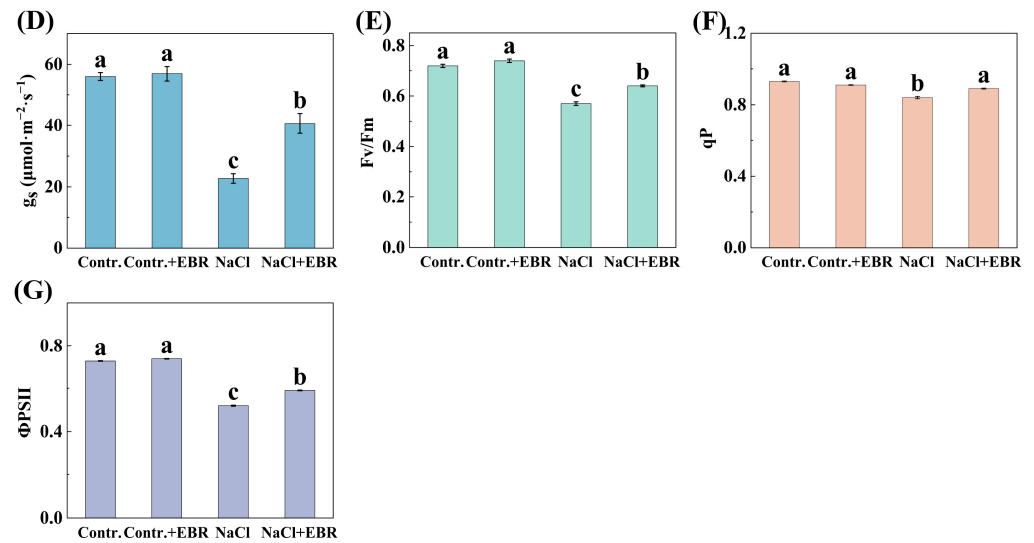 (D)
60
40
20
0
gs (μmol·m⁻²·s⁻¹)
a
a
c
b
Contr. Contr.+EBR NaCl NaCl+EBR
(E)
0.8
0.6
0.4
0.2
0.0
Fv/Fm
a
a
c
b
Contr. Contr.+EBR NaCl NaCl+EBR
(F)
1.2
0.8
0.4
0.0
qP
a
a
b
a
Contr. Contr.+EBR NaCl NaCl+EBR
(G)
0.8
0.4
0.0
ΦPSII
a
a
c
b
Contr. Contr.+EBR NaCl NaCl+EBR